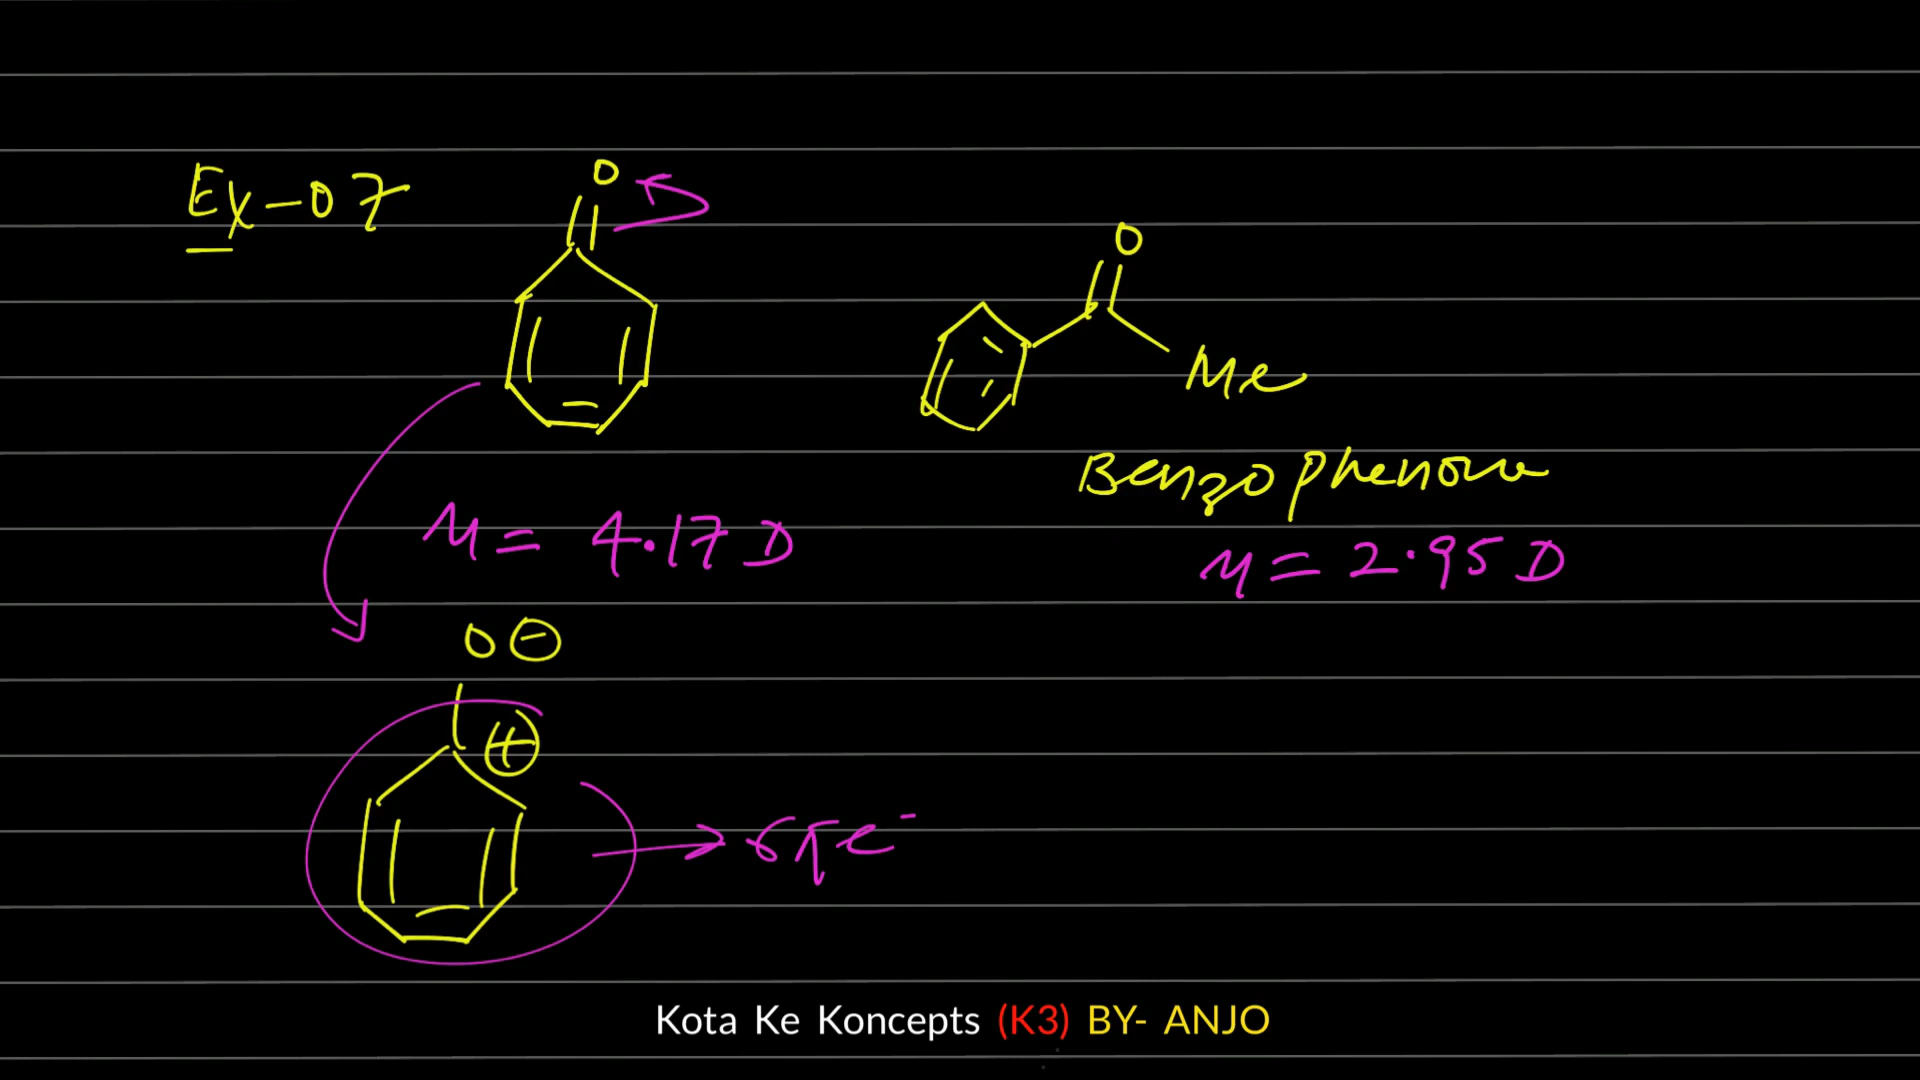 Ex-07
O
O
Me
Benzophenone
M = 4.17 D
M = 2.95 D
O ⊖
⊕
6πe⁻
Kota Ke Koncepts (K3) BY- ANJO